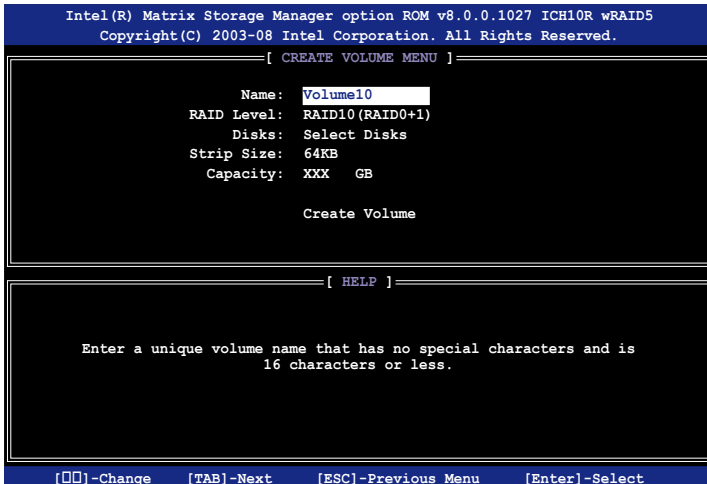 Intel(R) Matrix Storage Manager option ROM v8.0.0.1027 ICH10R wRAID5
Copyright(C) 2003-08 Intel Corporation. All Rights Reserved.
[ CREATE VOLUME MENU ]
Name: Volume10
RAID Level: RAID10(RAID0+1)
Disks: Select Disks
Strip Size: 64KB
Capacity: XXX GB
Create Volume
[ HELP ]
Enter a unique volume name that has no special characters and is
16 characters or less.
[▯▯]-Change [TAB]-Next [ESC]-Previous Menu [Enter]-Select